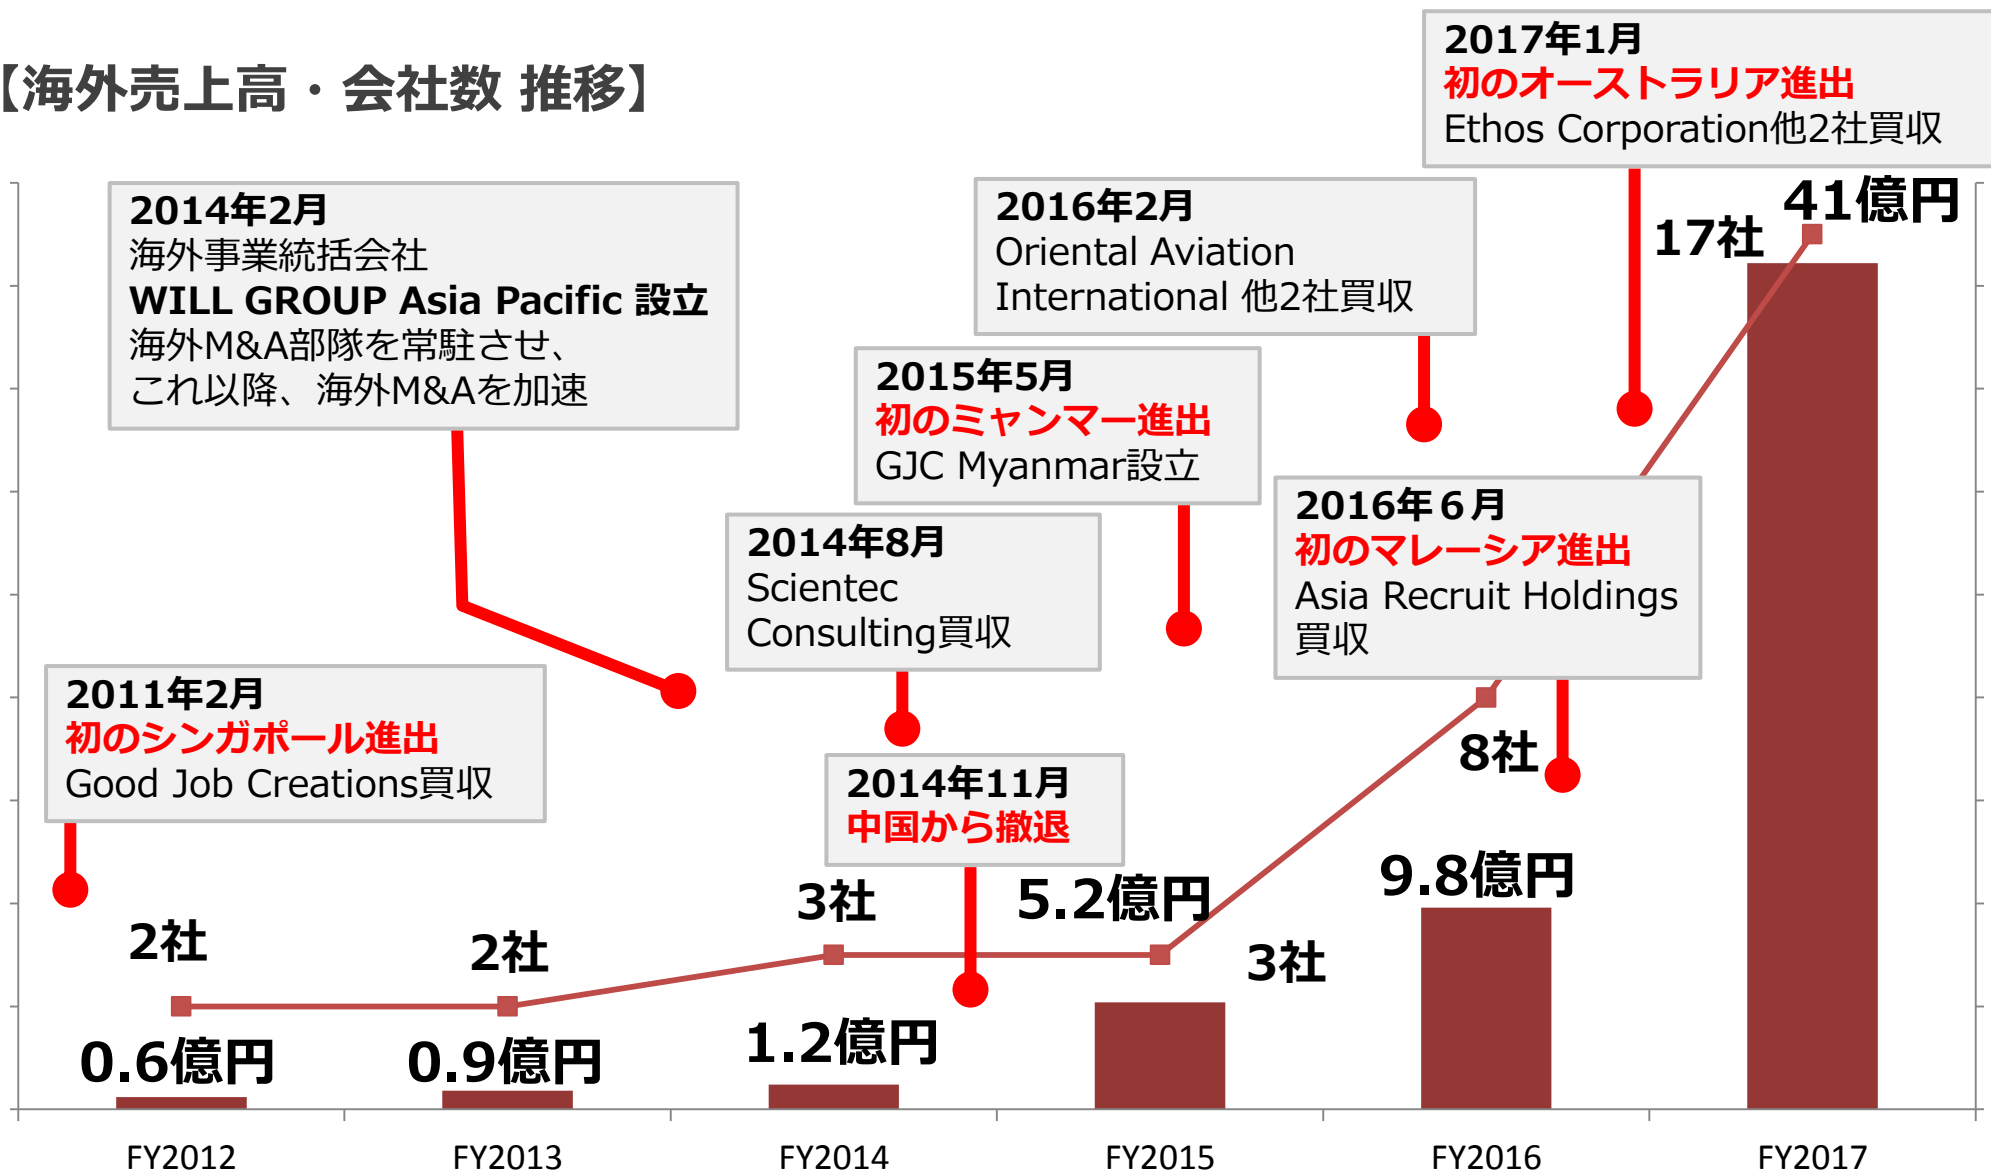 【海外売上高・会社数 推移】
2017年1月
初のオーストラリア進出
Ethos Corporation他2社買収
2014年2月
海外事業統括会社
WILL GROUP Asia Pacific 設立
海外M&A部隊を常駐させ、
これ以降、海外M&Aを加速
2016年2月
Oriental Aviation
International 他2社買収
41億円
17社
2015年5月
初のミャンマー進出
GJC Myanmar設立
2014年8月
Scientec
Consulting買収
2016年６月
初のマレーシア進出
Asia Recruit Holdings
買収
2011年2月
初のシンガポール進出
Good Job Creations買収
2014年11月
中国から撤退
8社
9.8億円
5.2億円
3社
3社
2社
2社
0.6億円
0.9億円
1.2億円
FY2012
FY2013
FY2014
FY2015
FY2016
FY2017